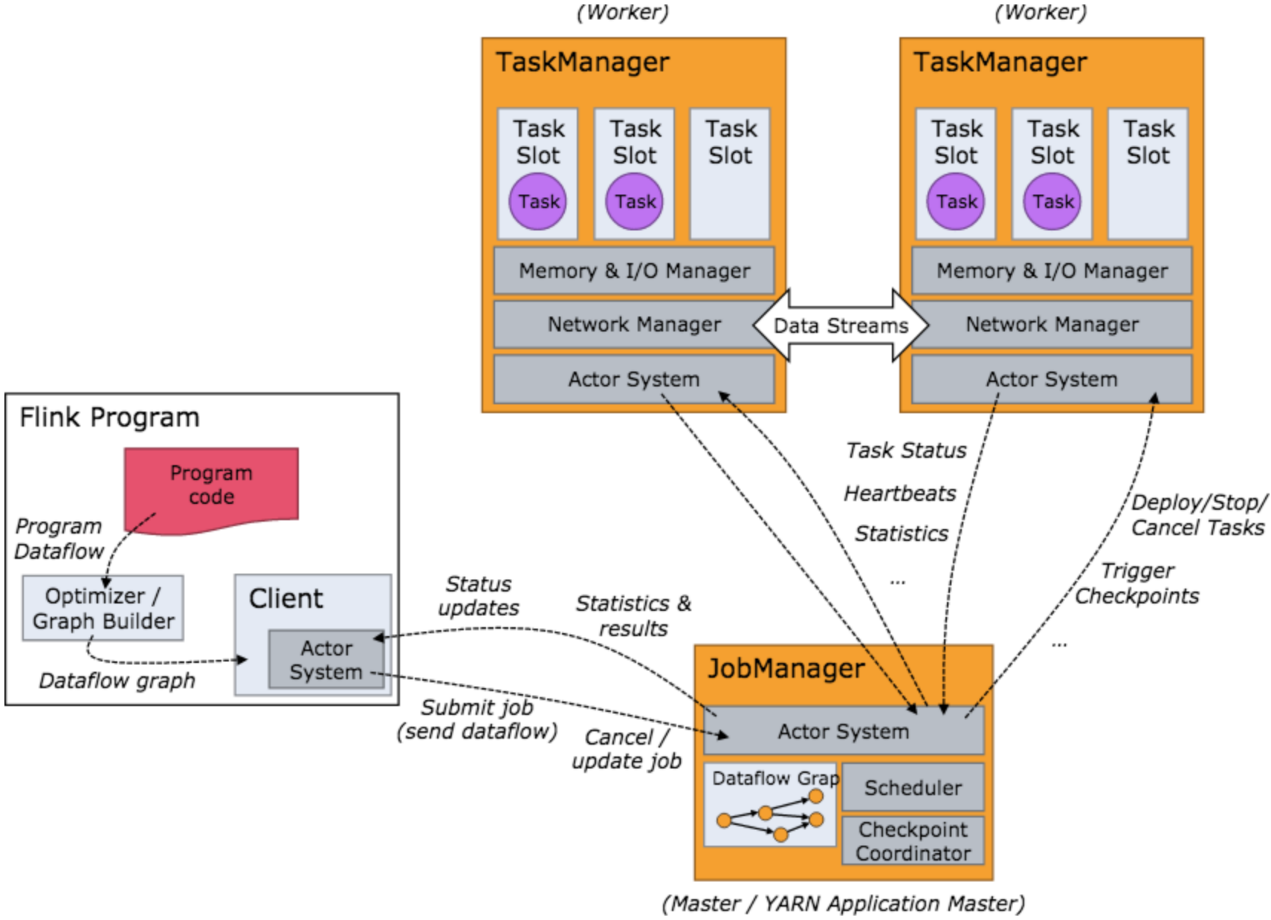 (Worker)
(Worker)
TaskManager
Task
Slot
Task
Task
Slot
Task
Task
Slot
Memory & I/O Manager
Network Manager
Actor System
TaskManager
Task
Slot
Task
Task
Slot
Task
Task
Slot
Memory & I/O Manager
Network Manager
Actor System
Data Streams
Flink Program
Program
code
Program
Dataflow
Optimizer /
Graph Builder
Dataflow graph
Client
Actor
System
Status
updates
Statistics &
results
Submit job
(send dataflow)
Cancel /
update job
Task Status
Heartbeats
Statistics
...
Deploy/Stop/
Cancel Tasks
Trigger
Checkpoints
...
JobManager
Actor System
Dataflow Grap
Scheduler
Checkpoint
Coordinator
(Master / YARN Application Master)